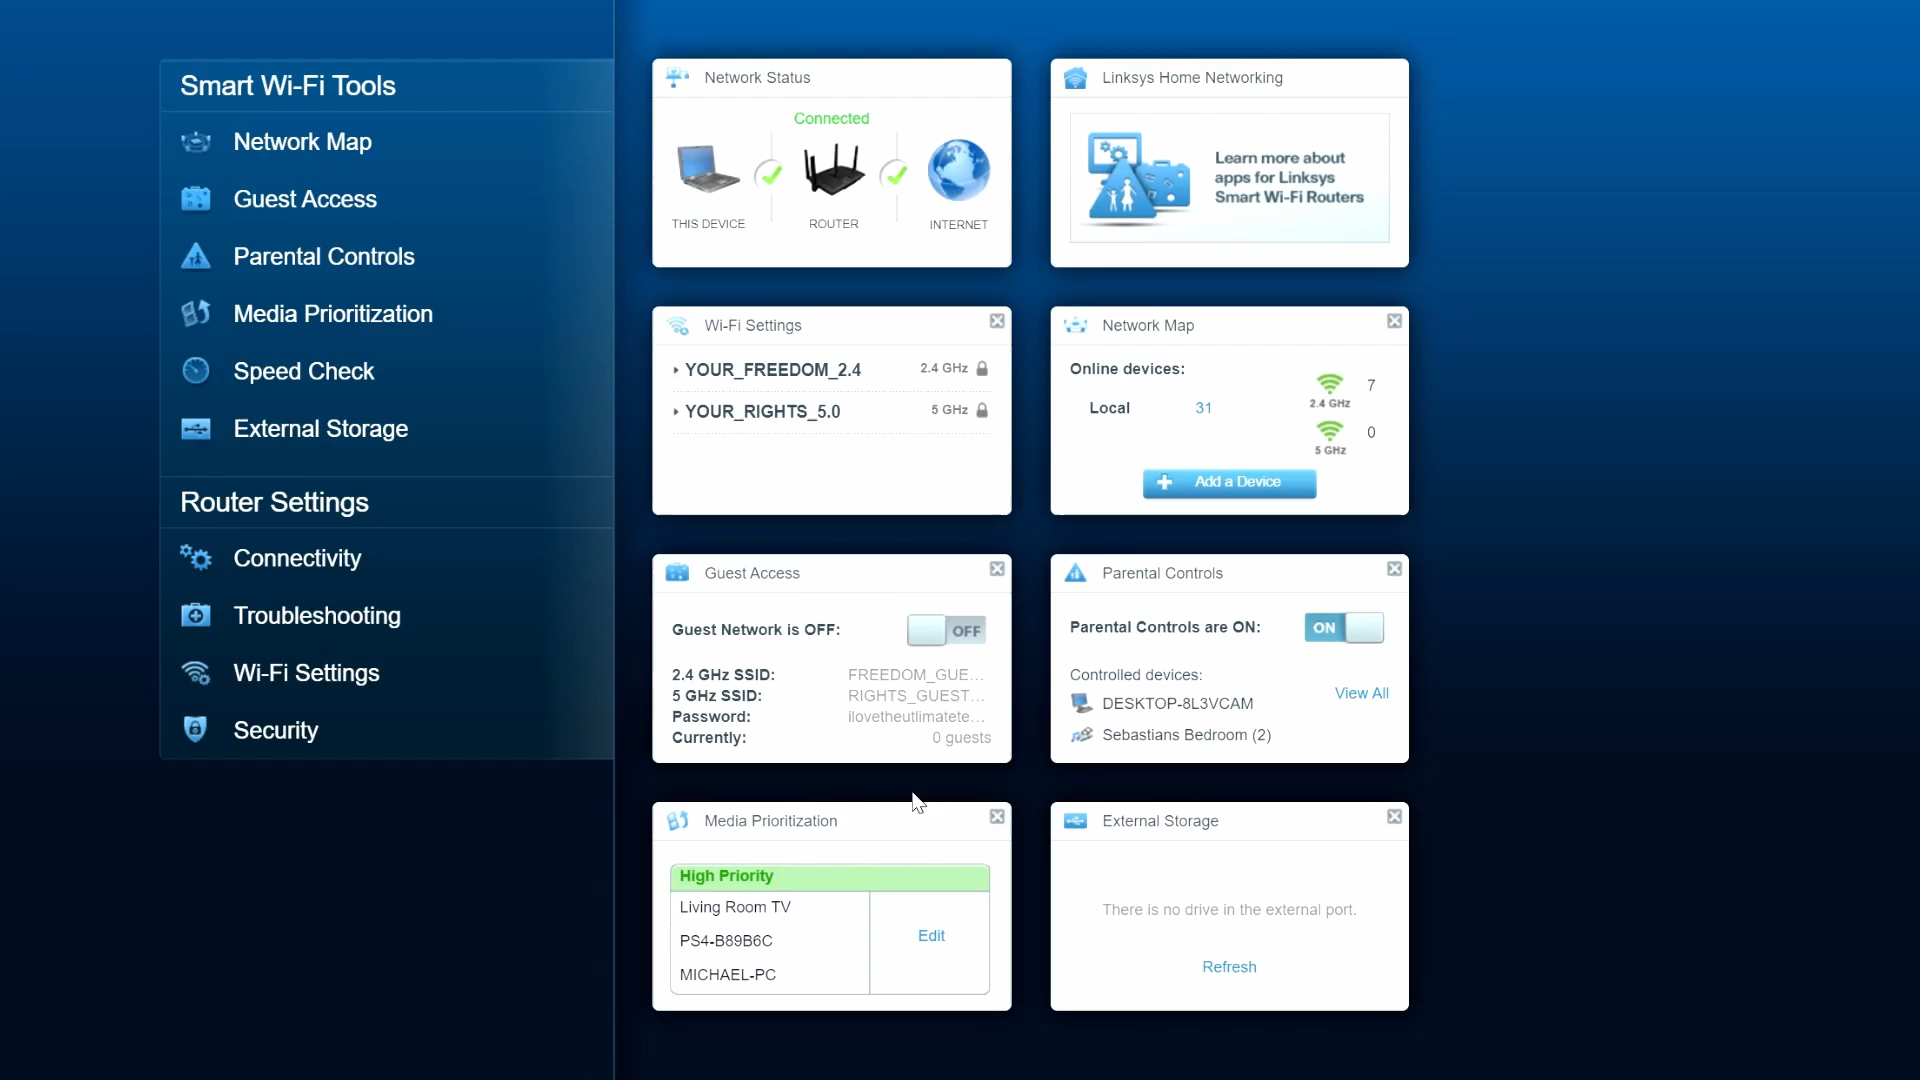 Smart Wi-Fi Tools
Network Map
Guest Access
Parental Controls
Media Prioritization
Speed Check
External Storage
Router Settings
Connectivity
Troubleshooting
Wi-Fi Settings
Security
Network Status
Connected
THIS DEVICE ROUTER INTERNET
Linksys Home Networking
Learn more about
apps for Linksys
Smart Wi-Fi Routers
Wi-Fi Settings
YOUR_FREEDOM_2.4 2.4 GHz
YOUR_RIGHTS_5.0 5 GHz
Network Map
Online devices:
Local 31
7
2.4 GHz
0
5 GHz
Add a Device
Guest Access
Guest Network is OFF: OFF
2.4 GHz SSID: FREEDOM_GUE...
5 GHz SSID: RIGHTS_GUEST...
Password: ilovetheutlimatete...
Currently: 0 guests
Parental Controls
Parental Controls are ON: ON
Controlled devices:
View All
DESKTOP-8L3VCAM
Sebastians Bedroom (2)
Media Prioritization
High Priority
Living Room TV
PS4-B89B6C
MICHAEL-PC
Edit
External Storage
There is no drive in the external port.
Refresh